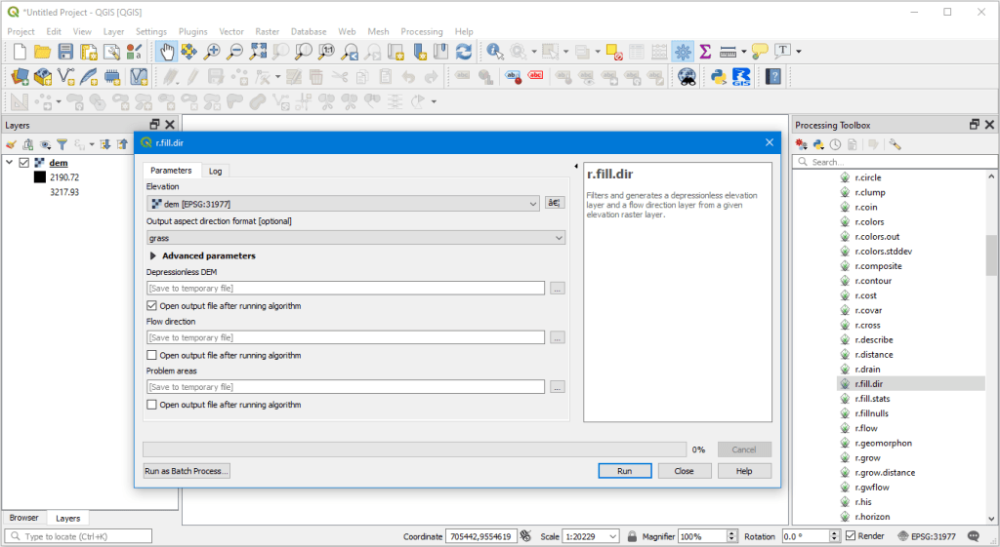 *Untitled Project - QGIS [QGIS]
Project Edit View Layer Settings Plugins Vector Raster Database Web Mesh Processing Help
Layers
dem
2190.72
3217.93
Browser
Layers
r.fill.dir
Parameters
Log
Elevation
dem [EPSG:31977]
â€¦
Output aspect direction format [optional]
grass
Advanced parameters
Depressionless DEM
[Save to temporary file]
...
Open output file after running algorithm
Flow direction
[Save to temporary file]
...
Open output file after running algorithm
Problem areas
[Save to temporary file]
...
Open output file after running algorithm
r.fill.dir
Filters and generates a depressionless elevation
layer and a flow direction layer from a given
elevation raster layer.
0%
Cancel
Run as Batch Process...
Run
Close
Help
Processing Toolbox
Search...
r.circle
r.clump
r.coin
r.colors
r.colors.out
r.colors.stddev
r.composite
r.contour
r.cost
r.covar
r.cross
r.describe
r.distance
r.drain
r.fill.dir
r.fill.stats
r.fillnulls
r.flow
r.geomorphon
r.grow
r.grow.distance
r.gwflow
r.his
r.horizon
Type to locate (Ctrl+K)
Coordinate 705442,9554619 Scale 1:20229 Magnifier 100% Rotation 0.0 ° Render EPSG:31977